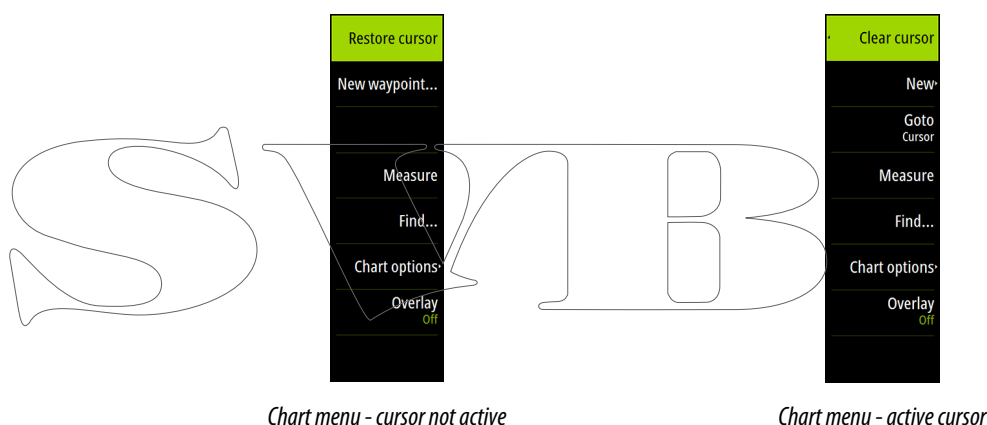 Restore cursor
New waypoint...
Measure
Find...
Chart options
Overlay
Off
Chart menu - cursor not active
Clear cursor
New
Goto
Cursor
Measure
Find...
Chart options
Overlay
Off
Chart menu - active cursor
SVB